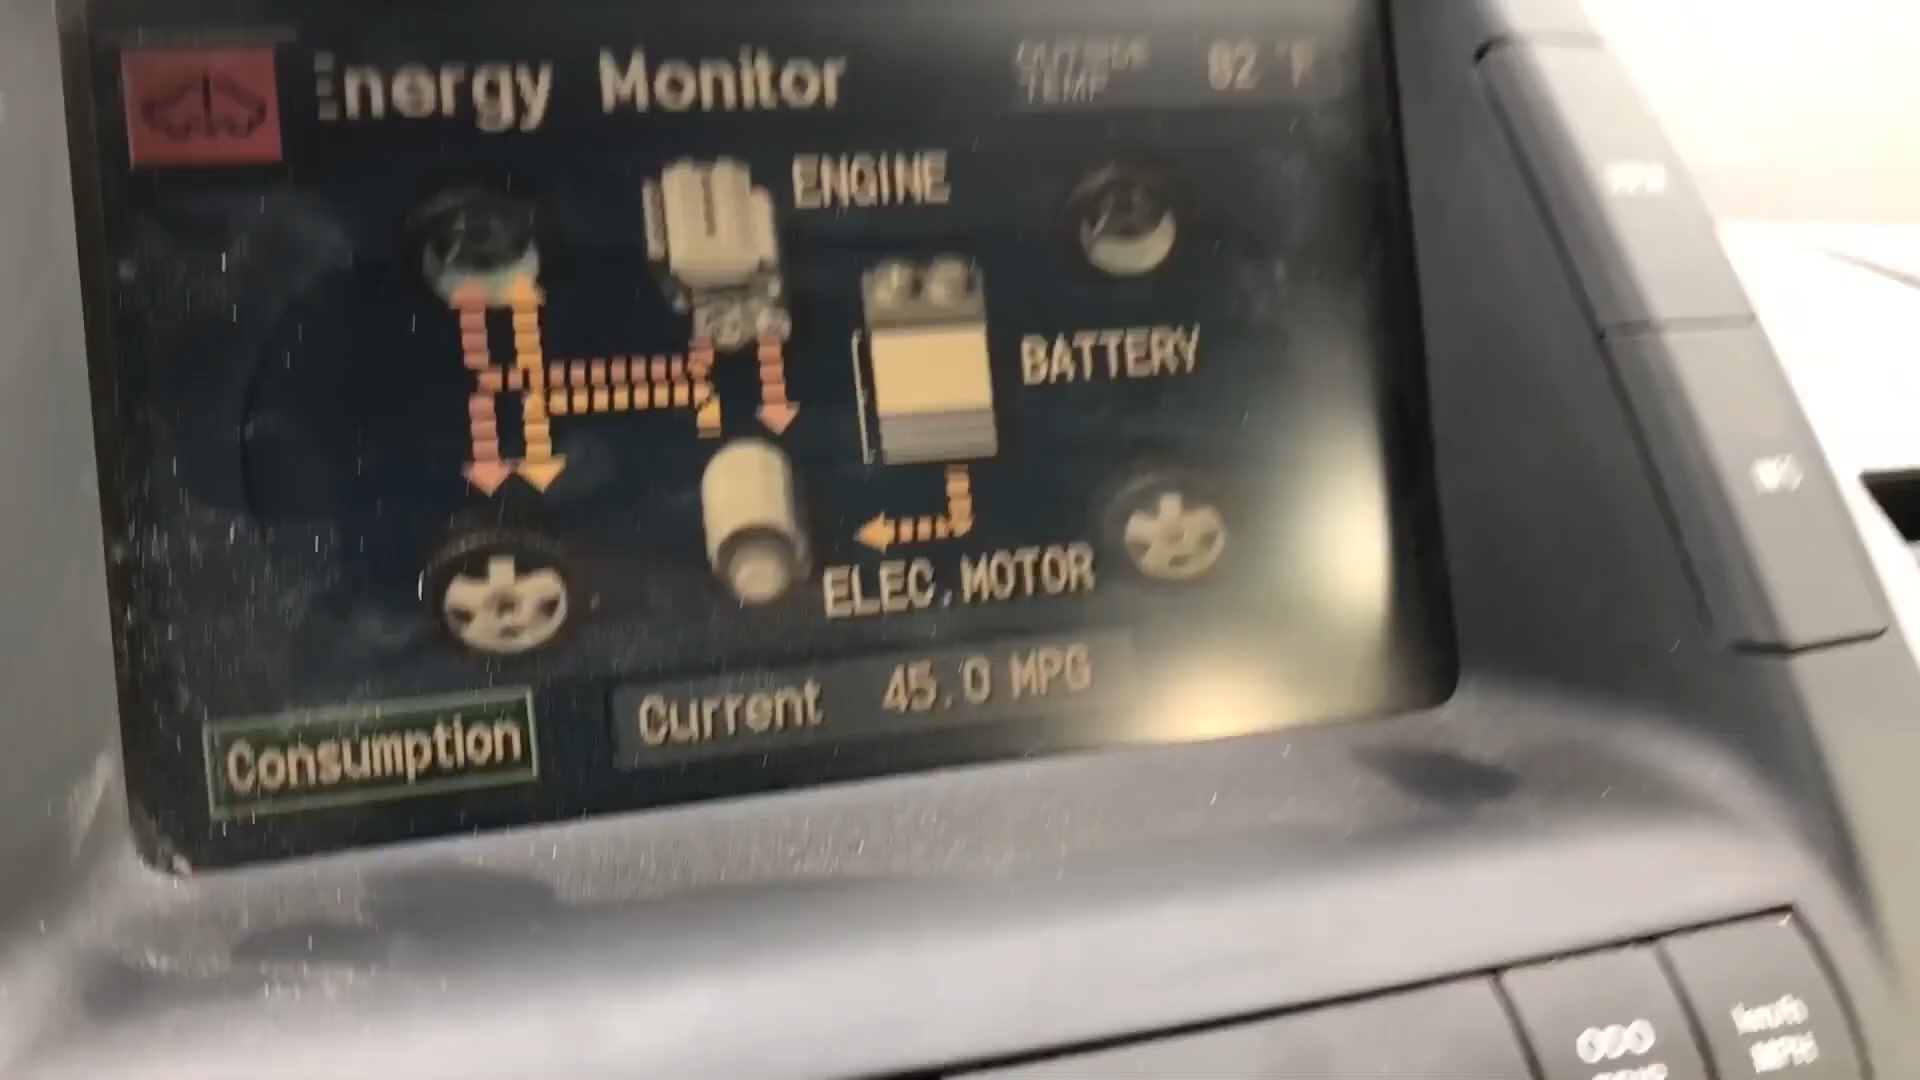 Energy Monitor
OUTSIDE TEMP 82 °F
ENGINE
BATTERY
ELEC.MOTOR
Current 45.0 MPG
Consumption